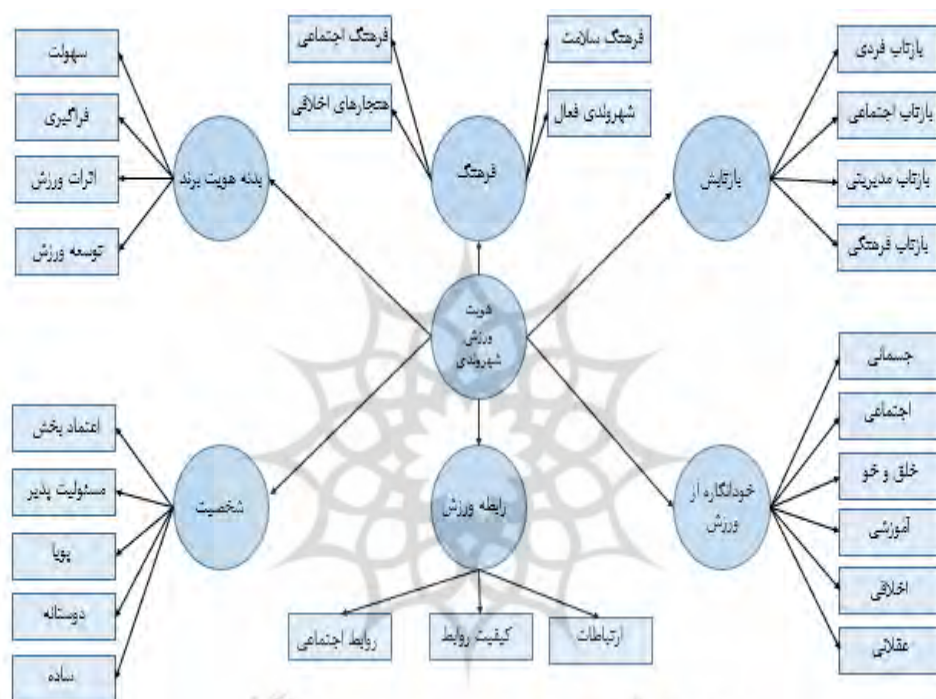 بازتاب فردی
بازتاب اجتماعی
بازتاب مدیریتی
بازتاب فرهنگی
بازتابش
فرهنگ سلامت
شهروندی فعال
فرهنگ اجتماعی
هنجارهای اخلاقی
فرهنگ
سهولت
فراگیری
اثرات ورزش
توسعه ورزش
بدنه هویت برند
هویت
ورزش
شهروندی
جسمانی
اجتماعی
خلق و خو
آموزشی
اخلاقی
عقلانی
خودانگاره از
ورزش
رابطه ورزش
ارتباطات
کیفیت روابط
روابط اجتماعی
شخصیت
اعتماد بخش
مسئولیت پذیر
پویا
دوستانه
ساده